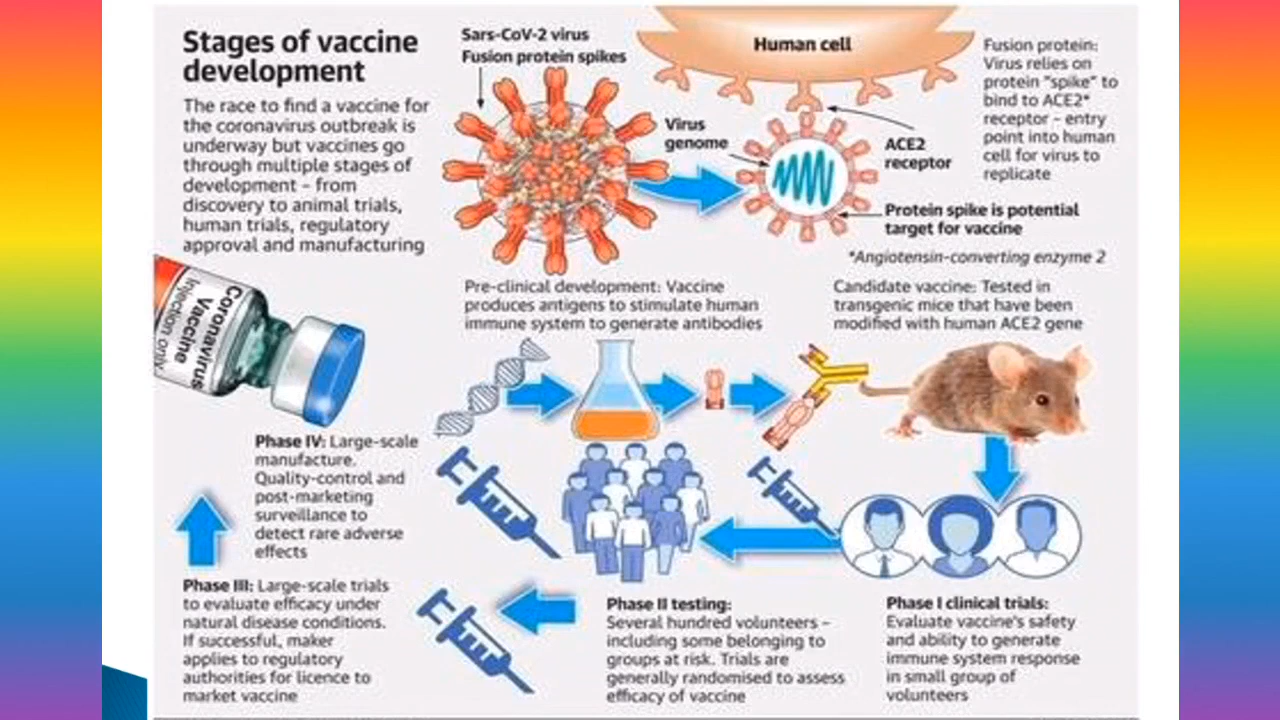 Stages of vaccine
development
The race to find a vaccine for
the coronavirus outbreak is
underway but vaccines go
through multiple stages of
development – from
discovery to animal trials,
human trials, regulatory
approval and manufacturing
Sars-CoV-2 virus
Fusion protein spikes
Human cell
Fusion protein:
Virus relies on
protein "spike" to
bind to ACE2*
receptor – entry
point into human
cell for virus to
replicate
Virus
genome
ACE2
receptor
Protein spike is potential
target for vaccine
*Angiotensin-converting enzyme 2
Coronavirus
Vaccine
Injection only
Pre-clinical development: Vaccine
produces antigens to stimulate human
immune system to generate antibodies
Candidate vaccine: Tested in
transgenic mice that have been
modified with human ACE2 gene
Phase IV: Large-scale
manufacture.
Quality-control and
post-marketing
surveillance to
detect rare adverse
effects
Phase III: Large-scale trials
to evaluate efficacy under
natural disease conditions.
If successful, maker
applies to regulatory
authorities for licence to
market vaccine
Phase II testing:
Several hundred volunteers –
including some belonging to
groups at risk. Trials are
generally randomised to assess
efficacy of vaccine
Phase I clinical trials:
Evaluate vaccine's safety
and ability to generate
immune system response
in small group of
volunteers